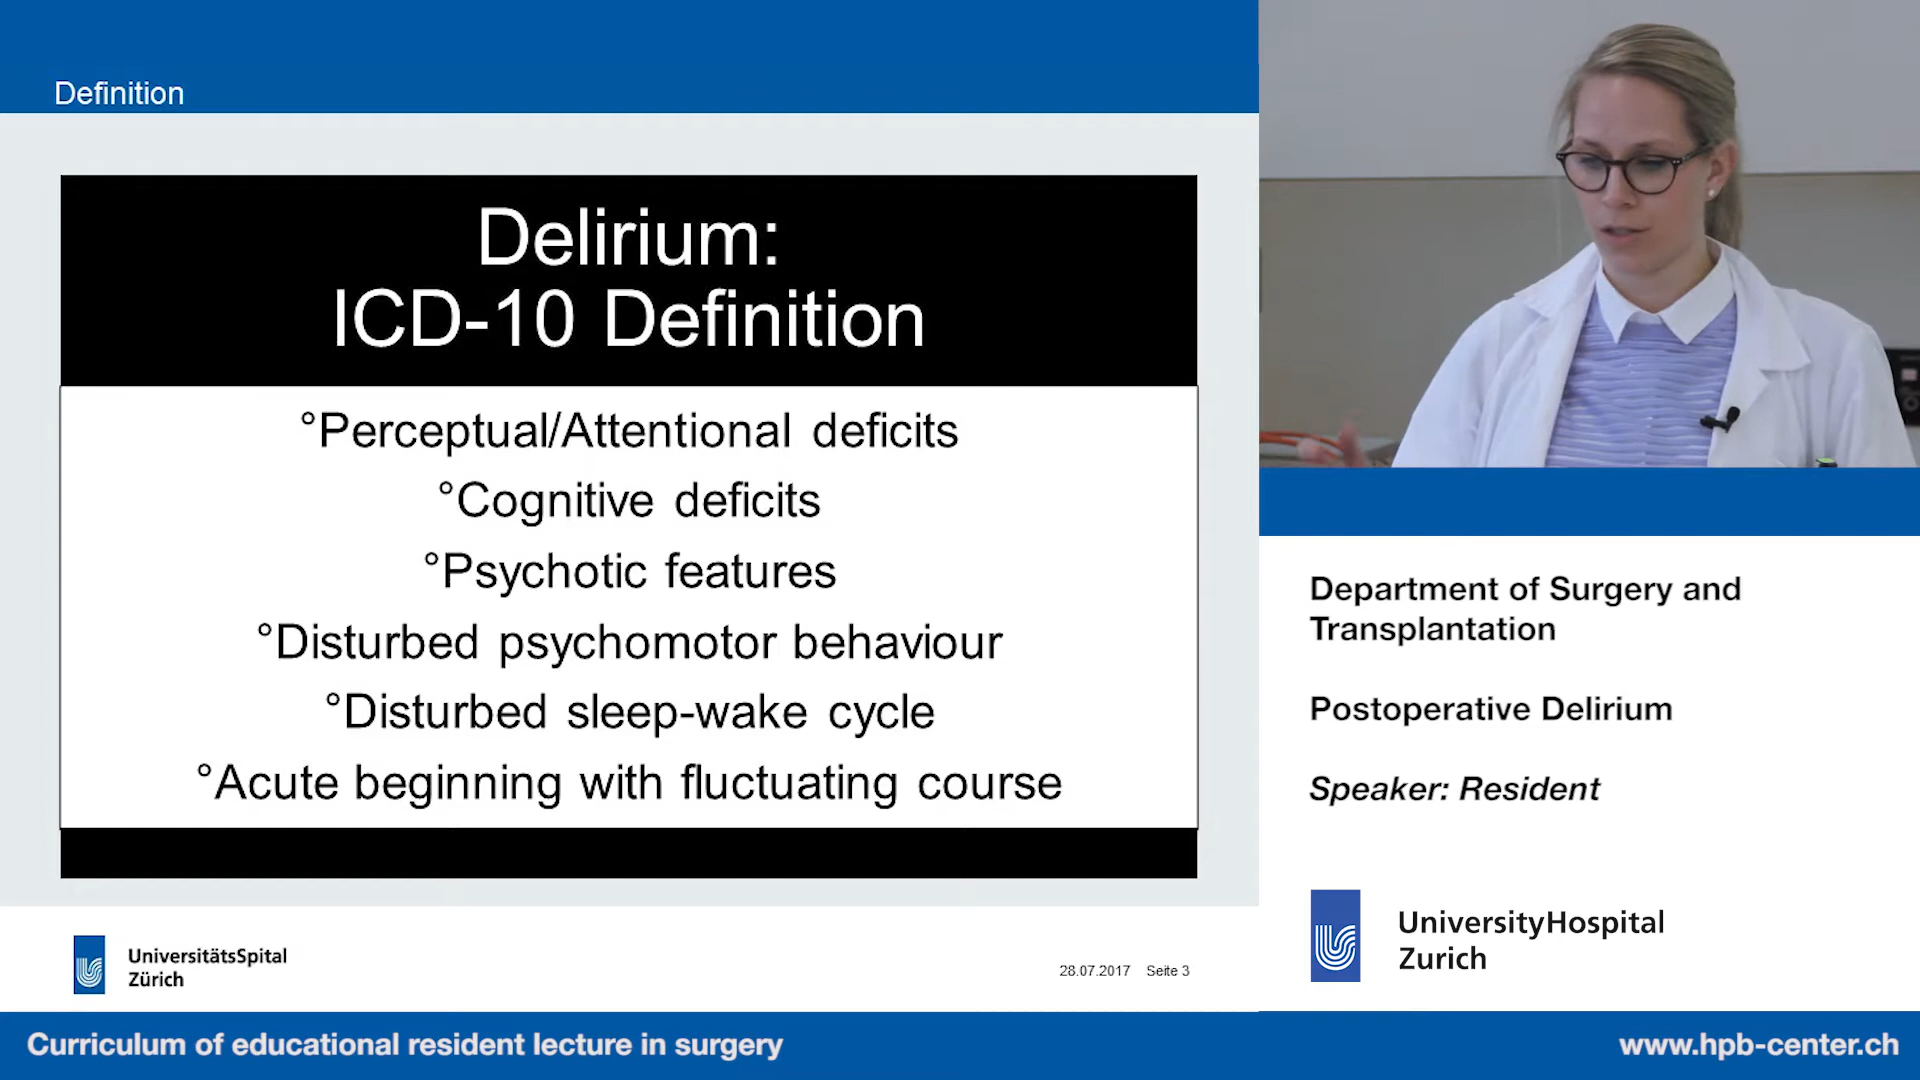 Definition
Delirium:
ICD-10 Definition
°Perceptual/Attentional deficits
°Cognitive deficits
°Psychotic features
°Disturbed psychomotor behaviour
°Disturbed sleep-wake cycle
°Acute beginning with fluctuating course
UniversitätsSpital
Zürich
28.07.2017 Seite 3
Department of Surgery and
Transplantation
Postoperative Delirium
Speaker: Resident
UniversityHospital
Zurich
Curriculum of educational resident lecture in surgery
www.hpb-center.ch